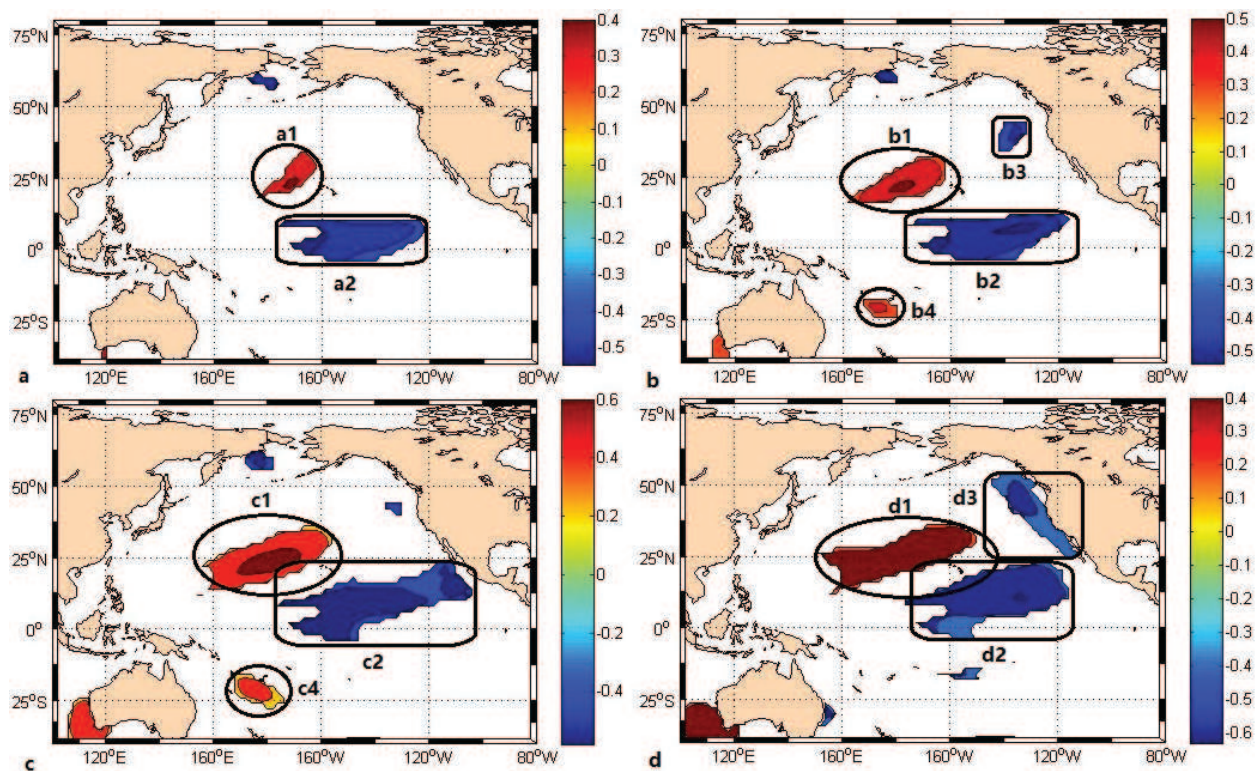 75°N
50°N
25°N
0°
25°S
120°E
160°E
160°W
120°W
80°W
a1
a2
a
0.4
0.3
0.2
0.1
0
-0.1
-0.2
-0.3
-0.4
-0.5
75°N
50°N
25°N
0°
25°S
120°E
160°E
160°W
120°W
80°W
b1
b3
b2
b4
b
0.5
0.4
0.3
0.2
0.1
0
-0.1
-0.2
-0.3
-0.4
-0.5
75°N
50°N
25°N
0°
25°S
120°E
160°E
160°W
120°W
80°W
c1
c2
c4
c
0.6
0.4
0.2
0
-0.2
-0.4
75°N
50°N
25°N
0°
25°S
120°E
160°E
160°W
120°W
80°W
d3
d1
d2
d
0.4
0.3
0.2
0.1
0
-0.1
-0.2
-0.3
-0.4
-0.5
-0.6